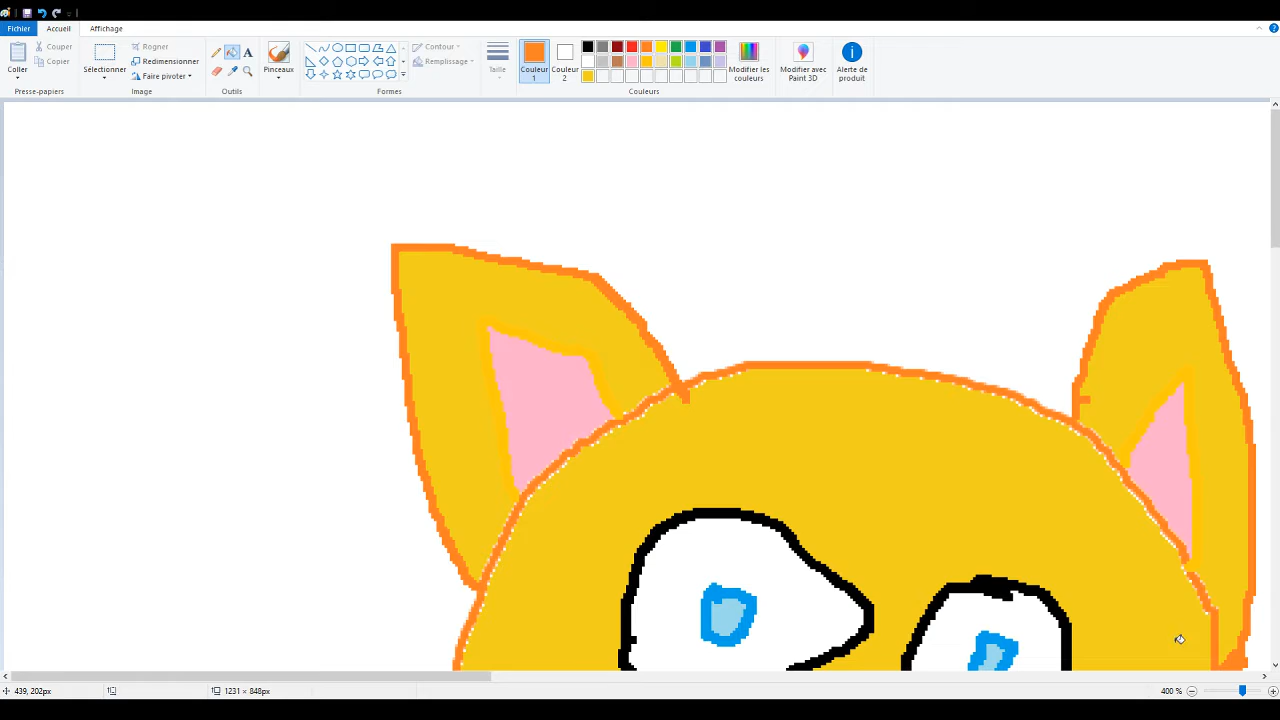 Fichier Accueil Affichage
Coller
Couper
Copier
Presse-papiers
Sélectionner
Rogner
Redimensionner
Faire pivoter
Image
A
Outils
Pinceaux
Contour
Remplissage
Formes
Taille
Couleur 1
Couleur 2
Modifier les couleurs
Couleurs
Modifier avec Paint 3D
Alerte de produit
439, 202px
1231 × 848px
400 %